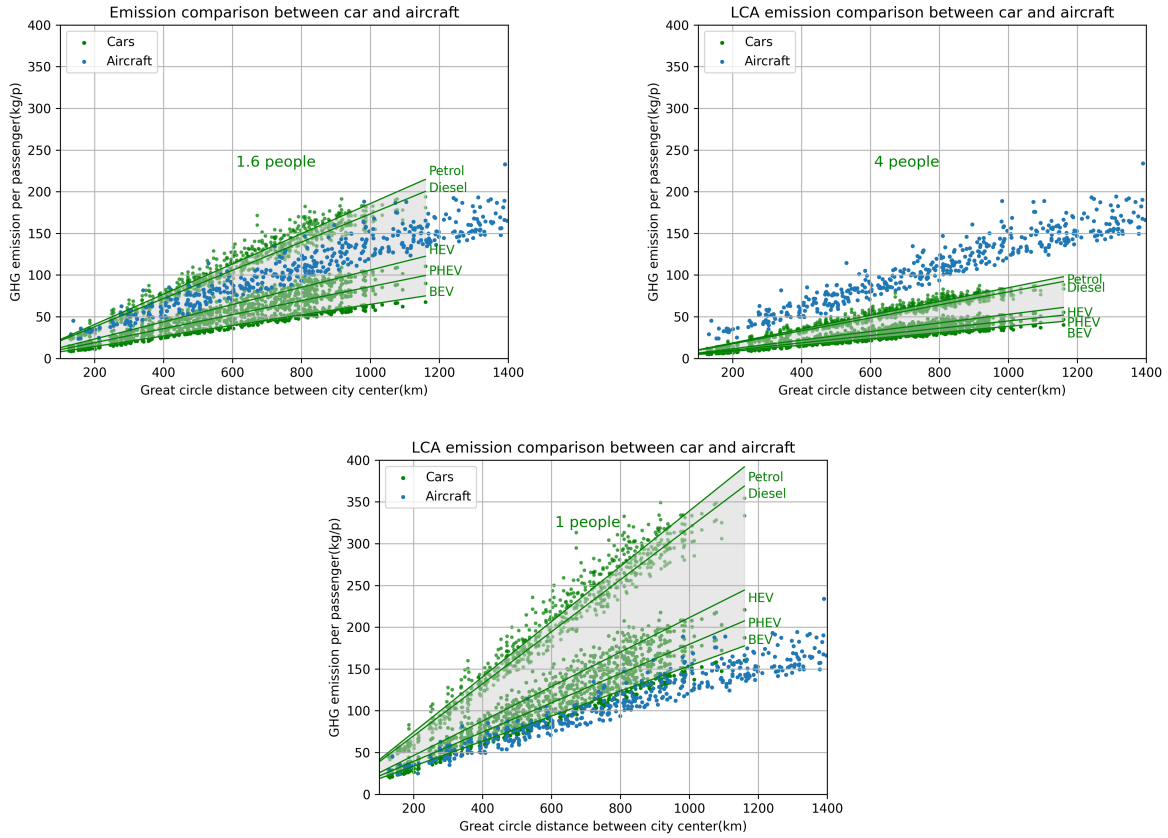 Emission comparison between car and aircraft
400
350
300
250
200
150
100
50
0
GHG emission per passenger(kg/p)
Cars
Aircraft
1.6 people
Petrol
Diesel
HEV
PHEV
BEV
200
400
600
800
1000
1200
1400
Great circle distance between city center(km)
LCA emission comparison between car and aircraft
400
350
300
250
200
150
100
50
0
GHG emission per passenger(kg/p)
Cars
Aircraft
4 people
Petrol
Diesel
HEV
PHEV
BEV
200
400
600
800
1000
1200
1400
Great circle distance between city center(km)
LCA emission comparison between car and aircraft
400
350
300
250
200
150
100
50
0
GHG emission per passenger(kg/p)
Cars
Aircraft
1 people
Petrol
Diesel
HEV
PHEV
BEV
200
400
600
800
1000
1200
1400
Great circle distance between city center(km)